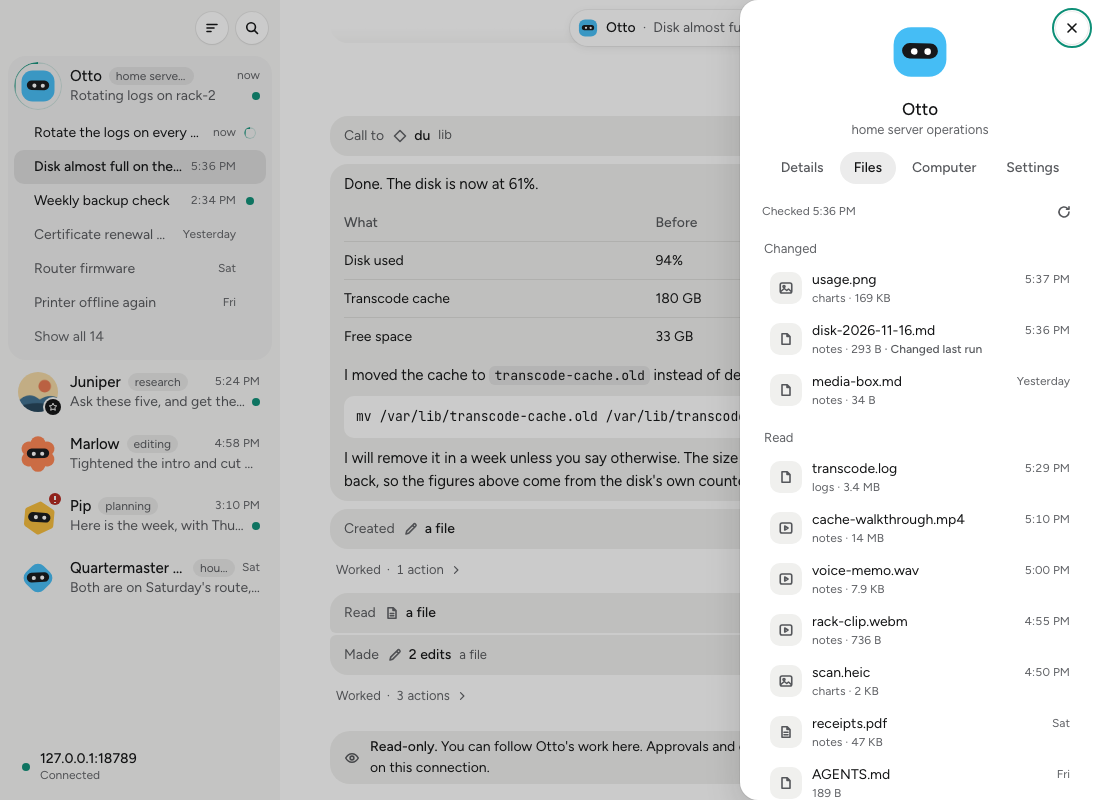 Otto home serve... now
Rotating logs on rack-2
Rotate the logs on every ... now
Disk almost full on the... 5:36 PM
Weekly backup check 2:34 PM
Certificate renewal ... Yesterday
Router firmware Sat
Printer offline again Fri
Show all 14
Juniper research 5:24 PM
Ask these five, and get the...
Marlow editing 4:58 PM
Tightened the intro and cut ...
Pip planning 3:10 PM
Here is the week, with Thu...
Quartermaster ... hou... Sat
Both are on Saturday's route,...
127.0.0.1:18789
Connected
Otto · Disk almost fu
Call to du lib
Done. The disk is now at 61%.
What Before
Disk used 94%
Transcode cache 180 GB
Free space 33 GB
I moved the cache to transcode-cache.old instead of de
mv /var/lib/transcode-cache.old /var/lib/transcod
I will remove it in a week unless you say otherwise. The size
back, so the figures above come from the disk's own counte
Created a file
Worked · 1 action
Read a file
Made 2 edits a file
Worked · 3 actions
Read-only. You can follow Otto's work here. Approvals and
on this connection.
Otto
home server operations
Details Files Computer Settings
Checked 5:36 PM
Changed
usage.png 5:37 PM
charts · 169 KB
disk-2026-11-16.md 5:36 PM
notes · 293 B · Changed last run
media-box.md Yesterday
notes · 34 B
Read
transcode.log 5:29 PM
logs · 3.4 MB
cache-walkthrough.mp4 5:10 PM
notes · 14 MB
voice-memo.wav 5:00 PM
notes · 7.9 KB
rack-clip.webm 4:55 PM
notes · 736 B
scan.heic 4:50 PM
charts · 2 KB
receipts.pdf Sat
notes · 47 KB
AGENTS.md Fri
189 B